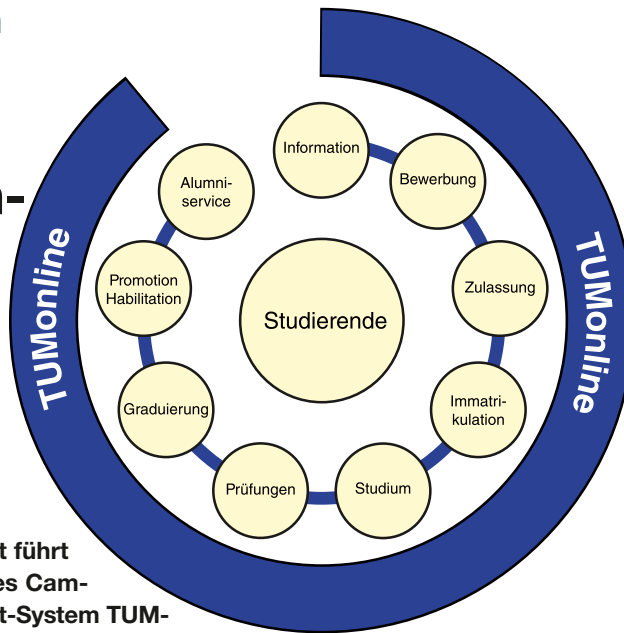 Information
Bewerbung
Zulassung
Immatri-
kulation
Studium
Prüfungen
Graduierung
Promotion
Habilitation
Alumni-
service
Studierende
TUMonline
TUMonline
t führt
es Cam-
t-System TUM-